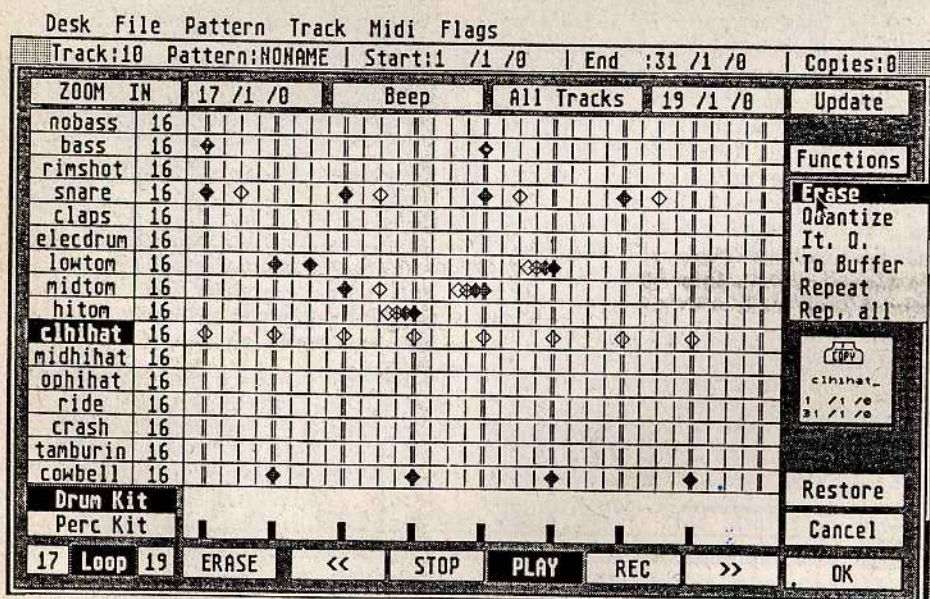 Desk File Pattern Track Midi Flags
Track:10 Pattern:NONAME | Start:1 /1 /0 | End :31 /1 /0 | Copies:0
ZOOM IN 17 /1 /0 Beep All Tracks 19 /1 /0 Update
nobass 16
bass 16
rimshot 16
snare 16
claps 16
elecdrum 16
lowtom 16
midtom 16
hitom 16
clhihat 16
midhihat 16
ophihat 16
ride 16
crash 16
tamburin 16
cowbell 16
Drum Kit
Perc Kit
17 Loop 19 ERASE << STOP PLAY REC >>
Functions
Erase
Quantize
It. Q.
To Buffer
Repeat
Rep. all
COPY
clhihat_
1 /1 /0
31 /1 /0
Restore
Cancel
OK